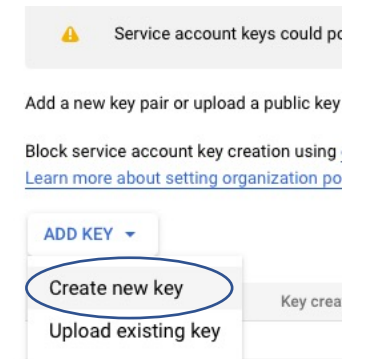 Service account keys could po
Add a new key pair or upload a public key
Block service account key creation using
Learn more about setting organization po
ADD KEY
Create new key
Key crea
Upload existing key